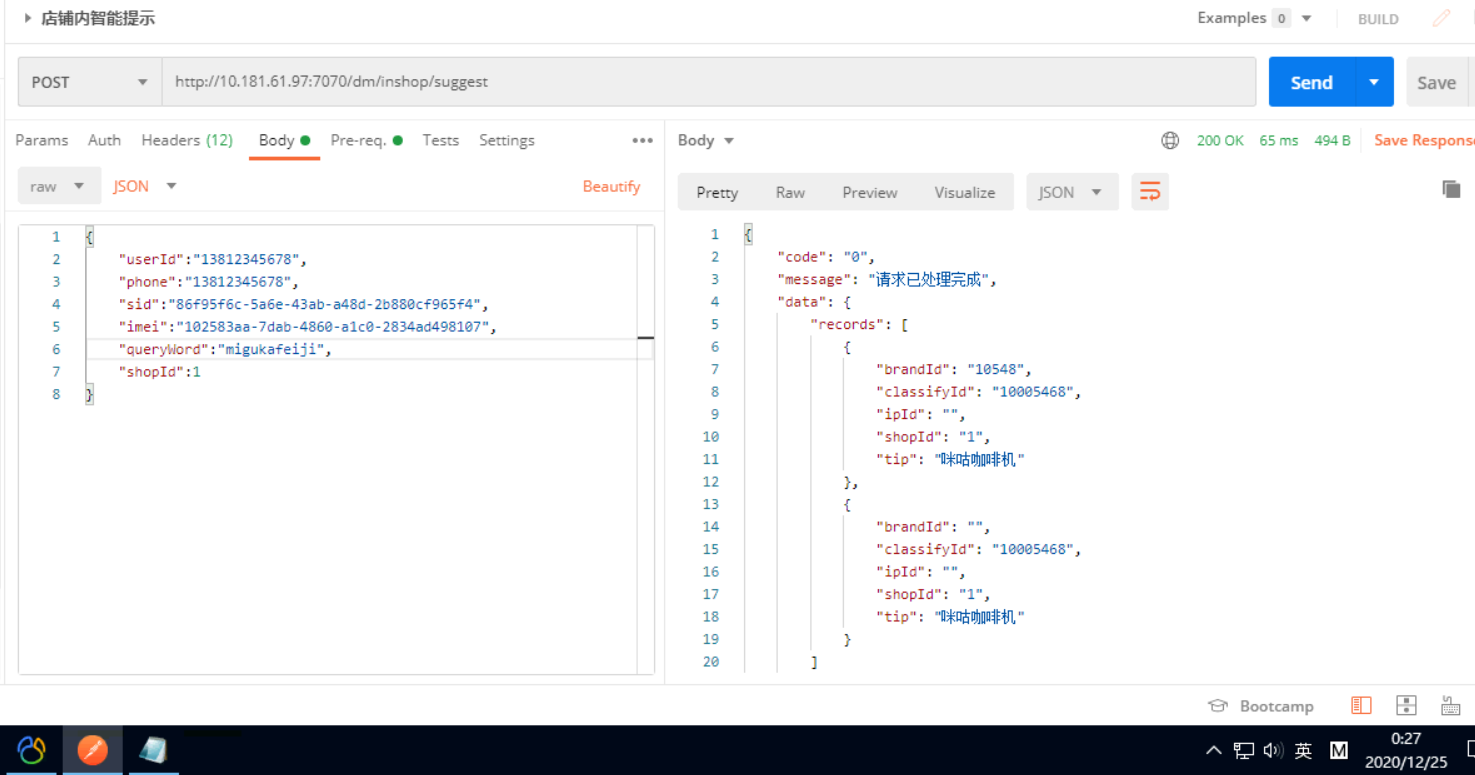 店铺内智能提示
Examples 0
BUILD
POST
http://10.181.61.97:7070/dm/inshop/suggest
Send
Save
Params Auth Headers (12) Body Pre-req. Tests Settings
raw JSON
Beautify
1 {
2 "userId":"13812345678",
3 "phone":"13812345678",
4 "sid":"86f95f6c-5a6e-43ab-a48d-2b880cf965f4",
5 "imei":"102583aa-7dab-4860-a1c0-2834ad498107",
6 "queryWord":"migukafeiji",
7 "shopId":1
8 }
Body
200 OK 65 ms 494 B Save Respons
Pretty Raw Preview Visualize JSON
1 {
2 "code": "0",
3 "message": "请求已处理完成",
4 "data": {
5 "records": [
6 {
7 "brandId": "10548",
8 "classifyId": "10005468",
9 "ipId": "",
10 "shopId": "1",
11 "tip": "咪咕咖啡机"
12 },
13 {
14 "brandId": "",
15 "classifyId": "10005468",
16 "ipId": "",
17 "shopId": "1",
18 "tip": "咪咕咖啡机"
19 }
20 ]
Bootcamp
英 M
0:27
2020/12/25